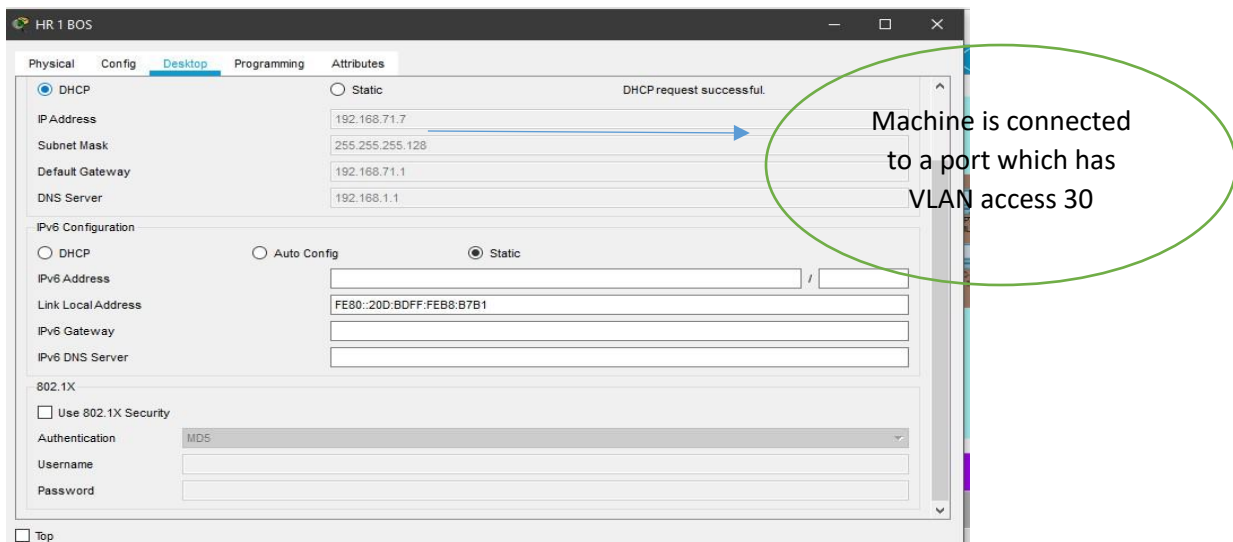 HR 1 BOS
Physical Config Desktop Programming Attributes
DHCP Static DHCP request successful.
IP Address 192.168.71.7
Subnet Mask 255.255.255.128
Default Gateway 192.168.71.1
DNS Server 192.168.1.1
IPv6 Configuration
DHCP Auto Config Static
IPv6 Address /
Link Local Address FE80::20D:BDFF:FEB8:B7B1
IPv6 Gateway
IPv6 DNS Server
802.1X
Use 802.1X Security
Authentication MD5
Username
Password
Top
Machine is connected
to a port which has
VLAN access 30